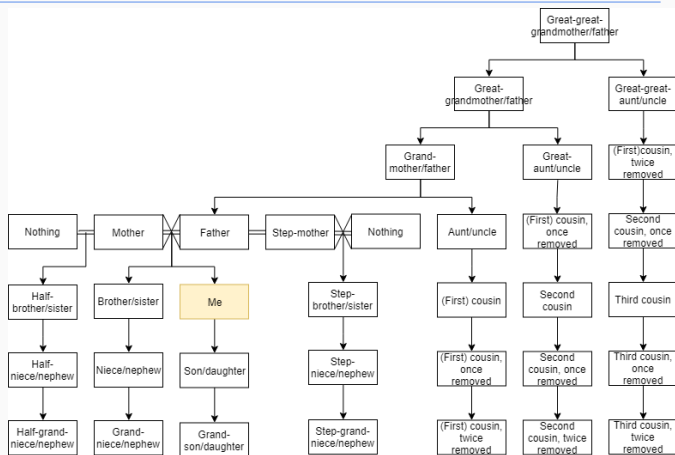 Great-great-
grandmother/father
Great-
grandmother/father
Great-great-
aunt/uncle
Grand-
mother/father
Great-
aunt/uncle
(First)cousin,
twice
removed
Nothing
Mother
Father
Step-mother
Nothing
Aunt/uncle
(First) cousin,
once
removed
Second
cousin, once
removed
Half-
brother/sister
Brother/sister
Me
Step-
brother/sister
(First) cousin
Second
cousin
Third cousin
Half-
niece/nephew
Niece/nephew
Son/daughter
Step-
niece/nephew
(First) cousin,
once
removed
Second
cousin, once
removed
Third cousin,
once
removed
Half-grand-
niece/nephew
Grand-
niece/nephew
Grand-
son/daughter
Step-grand-
niece/nephew
(First) cousin,
twice
removed
Second
cousin, twice
removed
Third cousin,
twice
removed